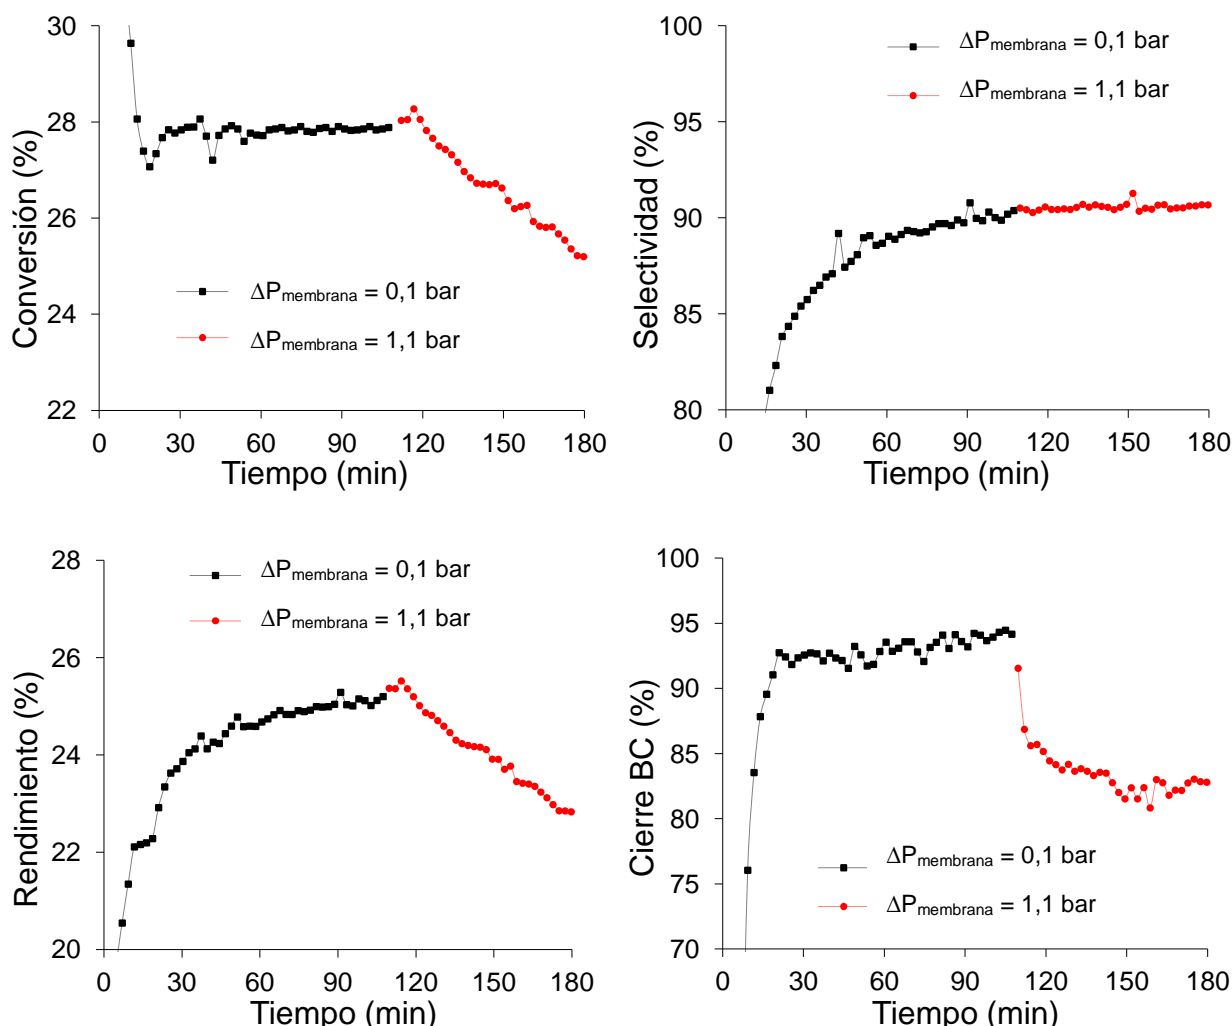 30
28
26
24
22
Conversión (%)
ΔPmembrana = 0,1 bar
ΔPmembrana = 1,1 bar
0 30 60 90 120 150 180
Tiempo (min)
100
95
90
85
80
Selectividad (%)
ΔPmembrana = 0,1 bar
ΔPmembrana = 1,1 bar
0 30 60 90 120 150 180
Tiempo (min)
28
26
24
22
20
Rendimiento (%)
ΔPmembrana = 0,1 bar
ΔPmembrana = 1,1 bar
0 30 60 90 120 150 180
Tiempo (min)
100
95
90
85
80
75
70
Cierre BC (%)
ΔPmembrana = 0,1 bar
ΔPmembrana = 1,1 bar
0 30 60 90 120 150 180
Tiempo (min)